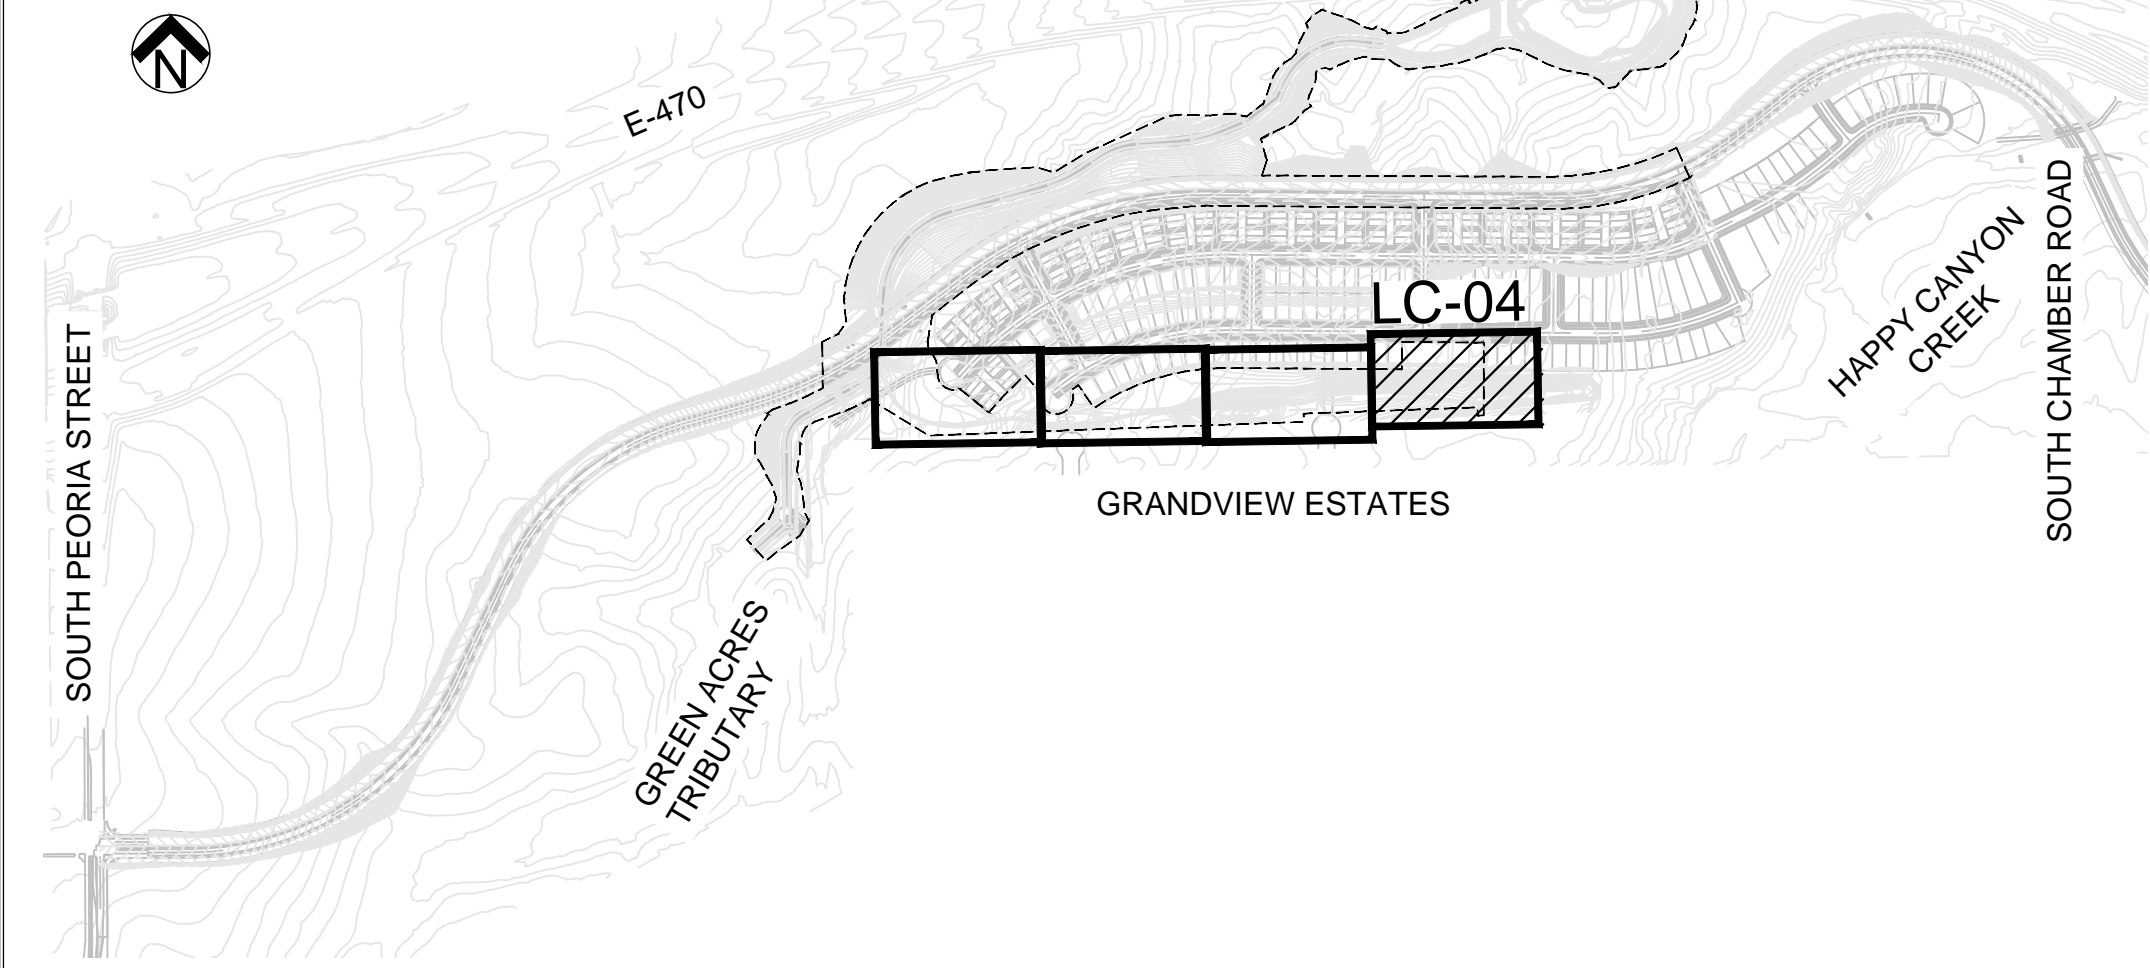 N
E-470
LC-04
SOUTH PEORIA STREET
GRANDVIEW ESTATES
GREEN ACRES
TRIBUTARY
HAPPY CANYON
CREEK
SOUTH CHAMBER ROAD